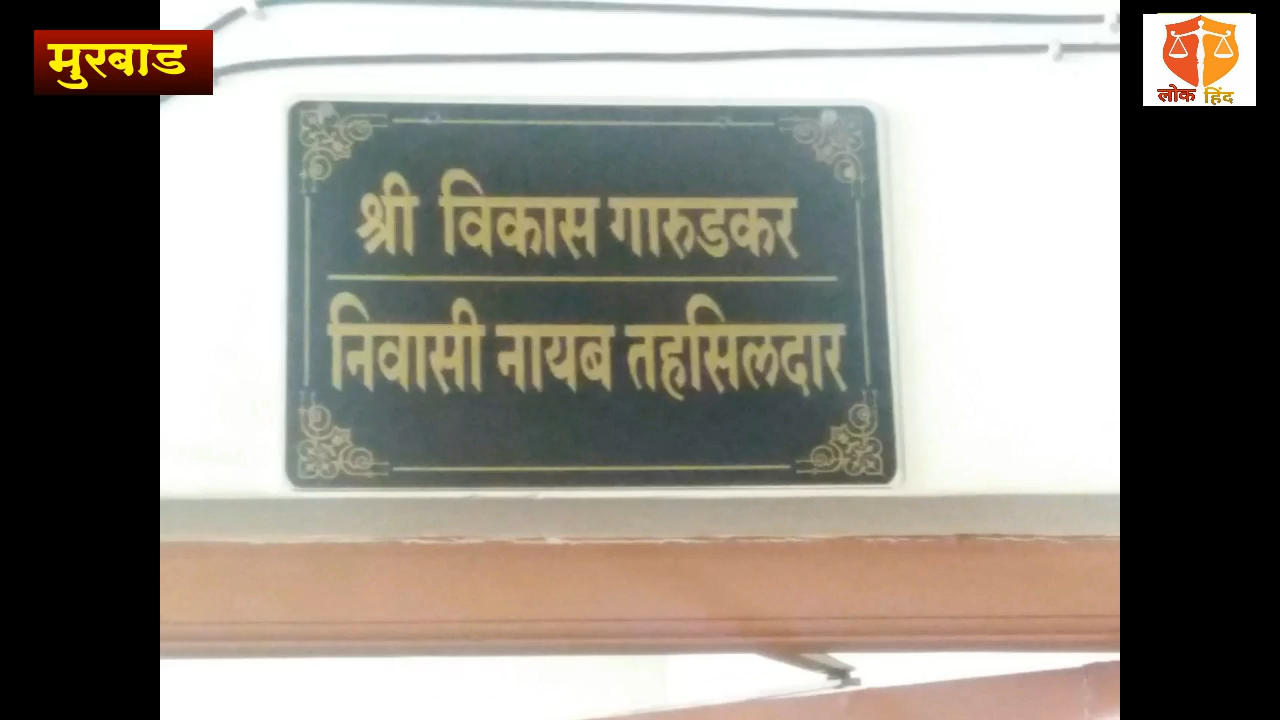 मुरबाड
लोक हिंद
श्री विकास गारुडकर
निवासी नायब तहसिलदार